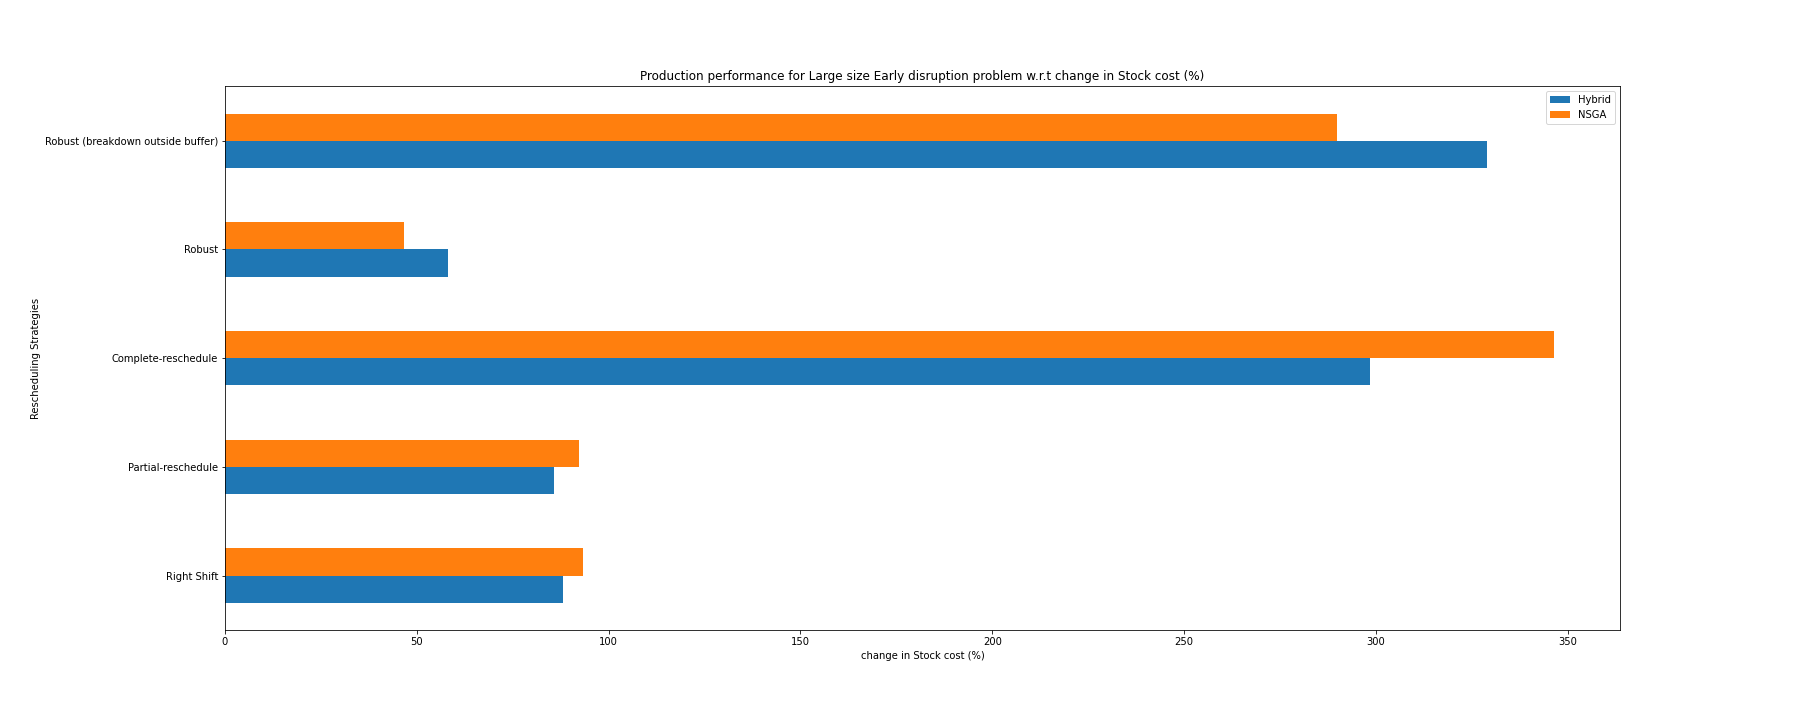 Production performance for Large size Early disruption problem w.r.t change in Stock cost (%)
Hybrid
NSGA
Rescheduling Strategies
Robust (breakdown outside buffer)
Robust
Complete-reschedule
Partial-reschedule
Right Shift
0 50 100 150 200 250 300 350
change in Stock cost (%)